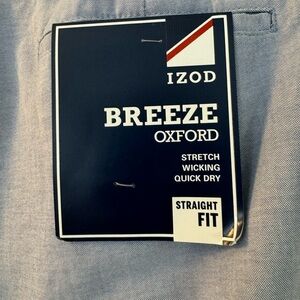 IZOD
BREEZE
OXFORD
STRETCH
WICKING
QUICK DRY
STRAIGHT
FIT